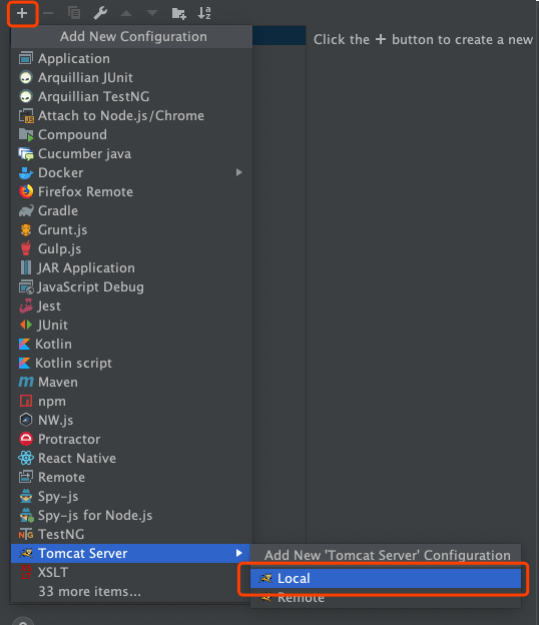 Add New Configuration
Click the + button to create a new
Application
Arquillian JUnit
Arquillian TestNG
Attach to Node.js/Chrome
Compound
Cucumber java
Docker
Firefox Remote
Gradle
Grunt.js
Gulp.js
JAR Application
JavaScript Debug
Jest
JUnit
Kotlin
Kotlin script
Maven
npm
NW.js
Protractor
React Native
Remote
Spy-js
Spy-js for Node.js
TestNG
Tomcat Server
Add New 'Tomcat Server' Configuration
XSLT
Local
33 more items...
Remote